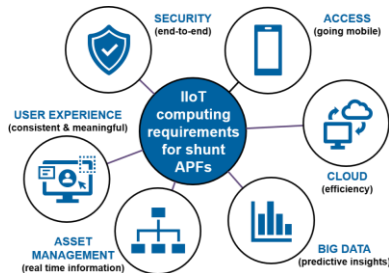 SECURITY
(end-to-end)
ACCESS
(going mobile)
IIoT
computing
requirements
for shunt
APFs
USER EXPERIENCE
(consistent & meaningful)
CLOUD
(efficiency)
ASSET
MANAGEMENT
(real time information)
BIG DATA
(predictive insights)